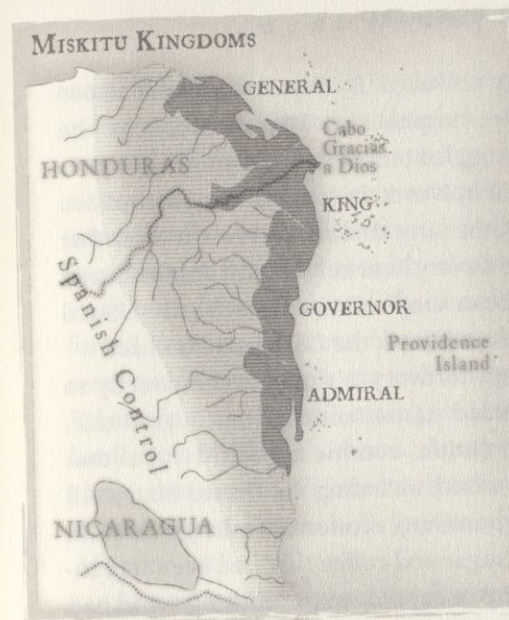 MISKITU KINGDOMS
GENERAL
Cabo
Gracias
a Dios
HONDURAS
KING
Spanish Control
GOVERNOR
Providence
Island
ADMIRAL
NICARAGUA